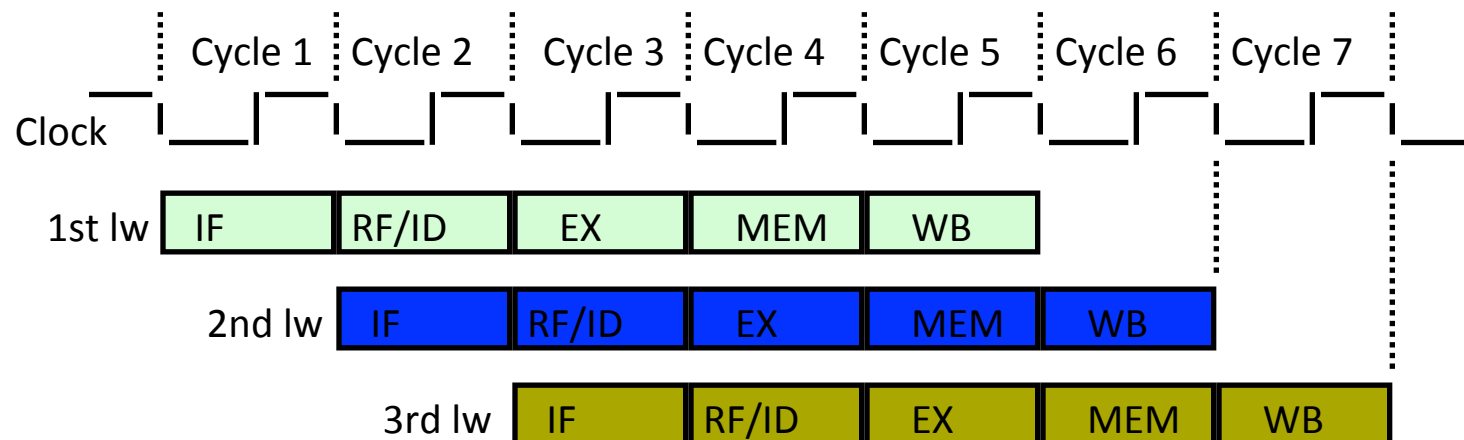 Cycle 1 Cycle 2 Cycle 3 Cycle 4 Cycle 5 Cycle 6 Cycle 7
Clock
1st lw IF RF/ID EX MEM WB
2nd lw IF RF/ID EX MEM WB
3rd lw IF RF/ID EX MEM WB